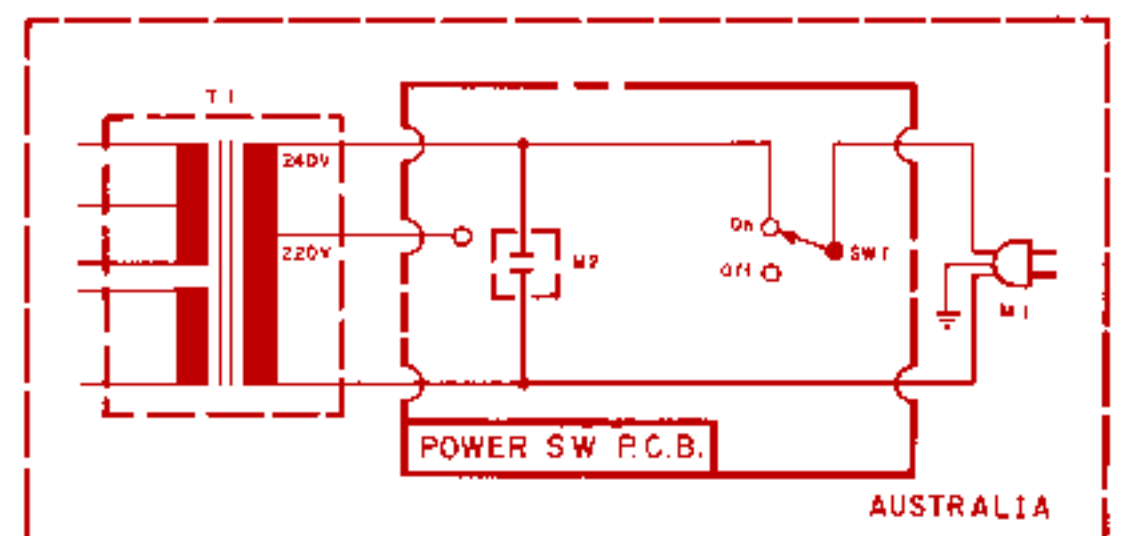 T1
240V
220V
M2
On
SW1
Off
M1
POWER SW P.C.B.
AUSTRALIA